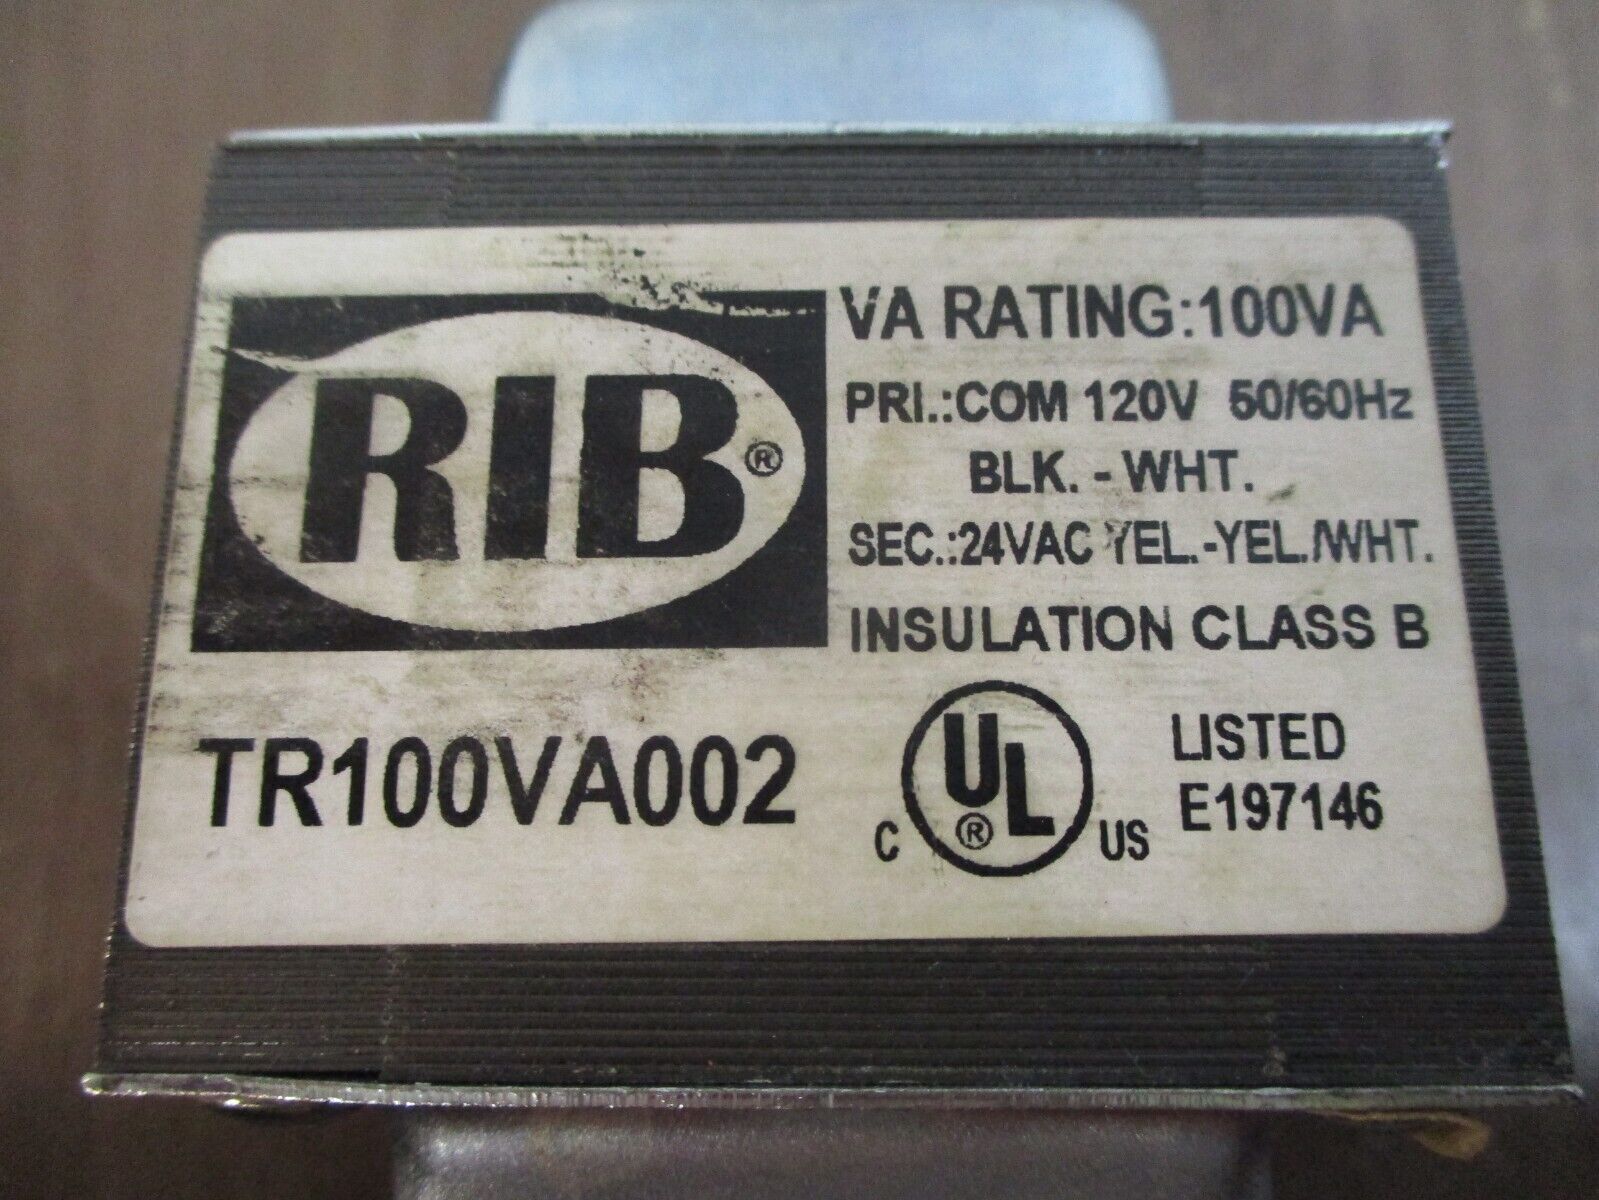 RIB®
VA RATING:100VA
PRI.:COM 120V 50/60Hz
BLK. - WHT.
SEC.:24VAC YEL.-YEL./WHT.
INSULATION CLASS B
TR100VA002
C UL® US
LISTED
E197146